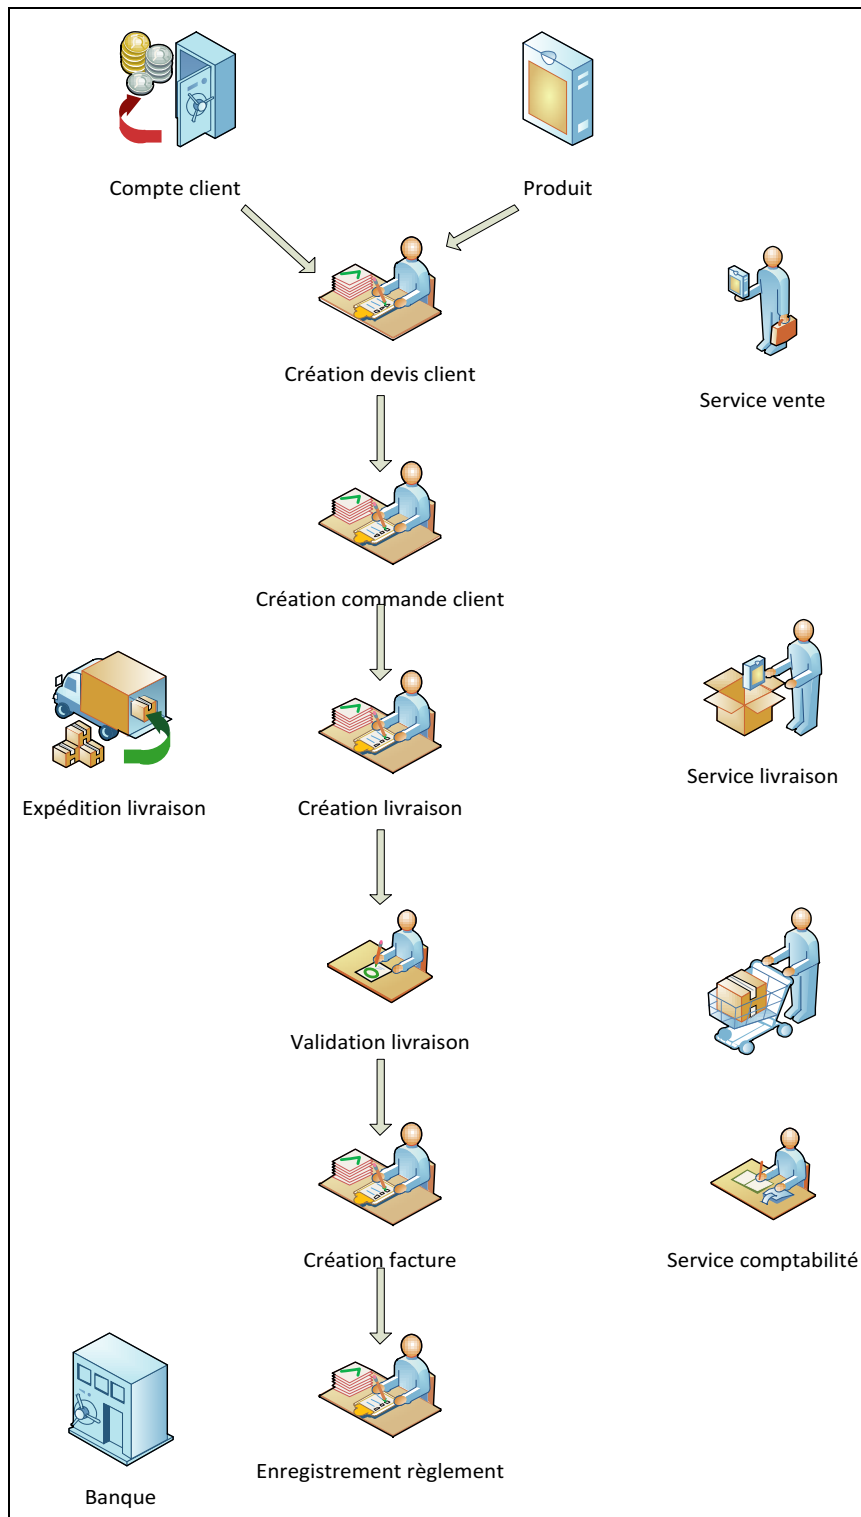 Compte client
Produit
Création devis client
Service vente
Création commande client
Service livraison
Expédition livraison
Création livraison
Validation livraison
Création facture
Service comptabilité
Enregistrement règlement
Banque